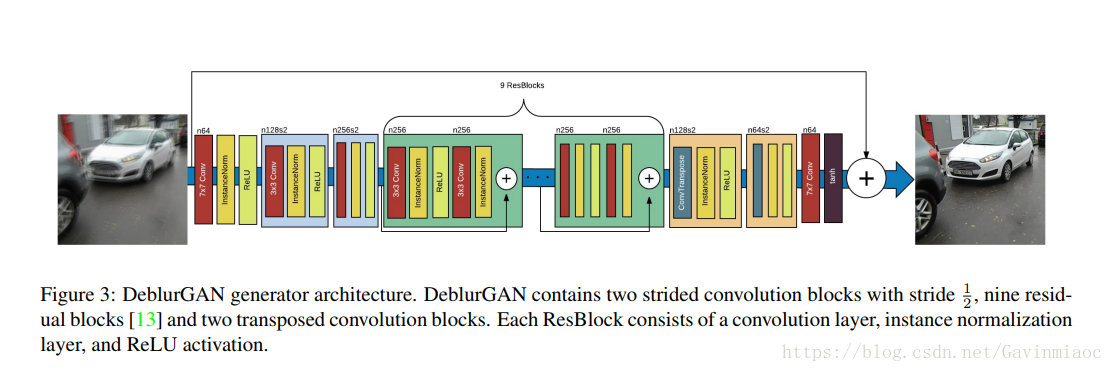 9 ResBlocks
n64
n128s2
n256s2
n256
n256
n256
n256
n128s2
n64s2
n64
7x7 Conv
InstanceNorm
ReLU
3x3 Conv
InstanceNorm
ReLU
3x3 Conv
InstanceNorm
ReLU
3x3 Conv
InstanceNorm
+
· · ·
+
ConvTranspose
InstanceNorm
ReLU
7x7 Conv
tanh
+
Figure 3: DeblurGAN generator architecture. DeblurGAN contains two strided convolution blocks with stride 1/2, nine resid-
ual blocks [13] and two transposed convolution blocks. Each ResBlock consists of a convolution layer, instance normalization
layer, and ReLU activation.
https://blog.csdn.net/Gavinmiaoc